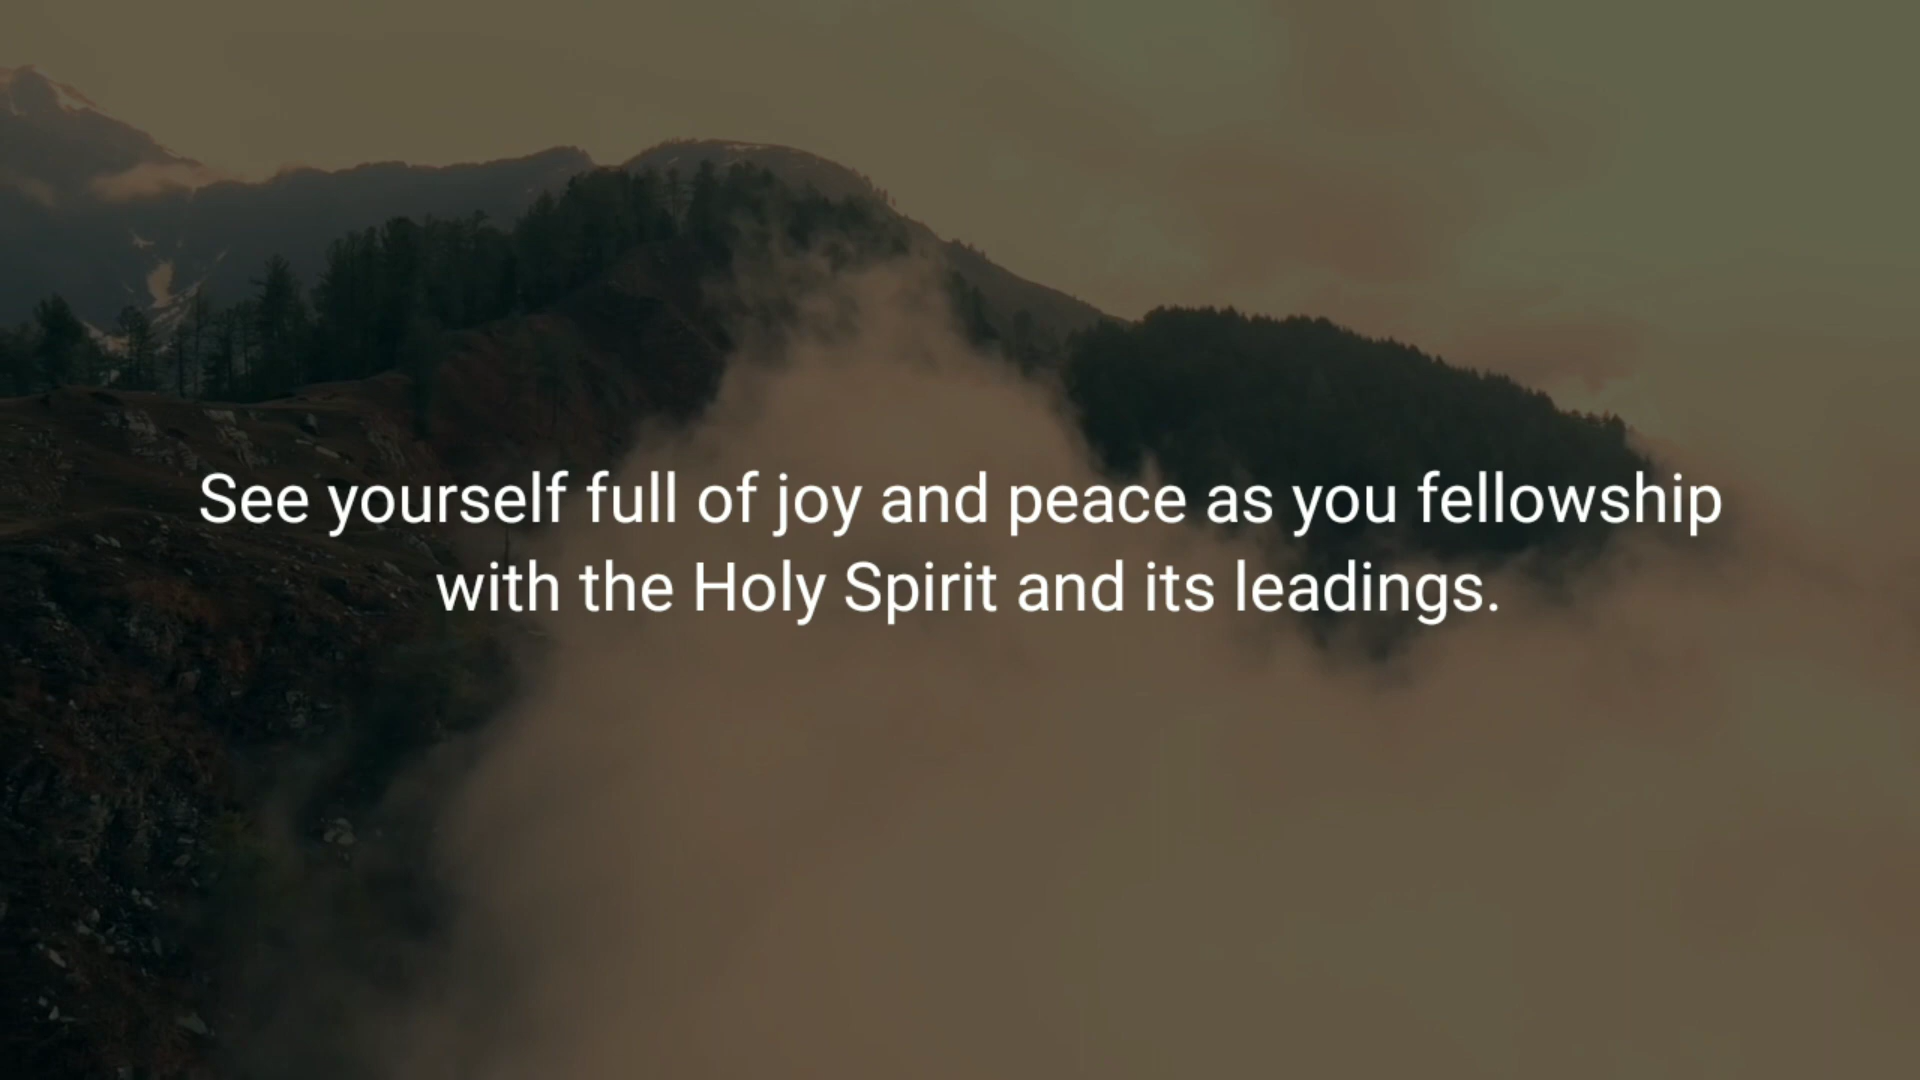 See yourself full of joy and peace as you fellowship
with the Holy Spirit and its leadings.